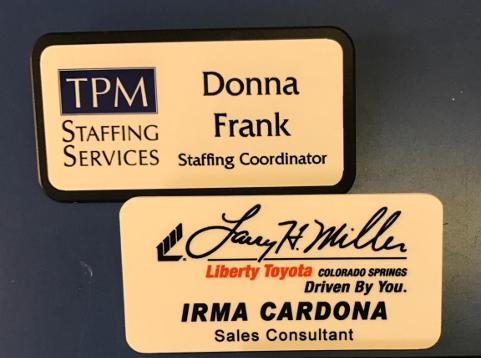 TPM
STAFFING
SERVICES
Donna
Frank
Staffing Coordinator
Larry H. Miller
Liberty Toyota COLORADO SPRINGS
Driven By You.
IRMA CARDONA
Sales Consultant